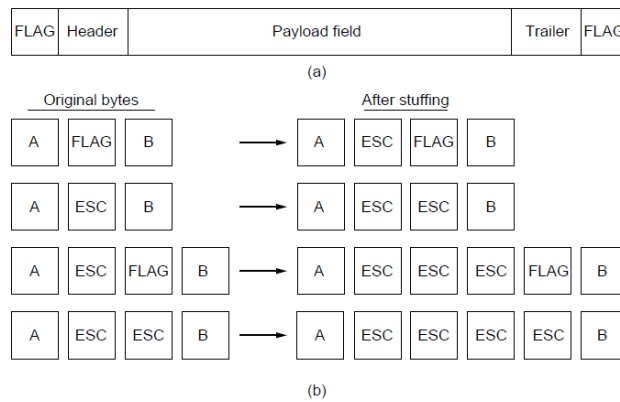 FLAG Header Payload field Trailer FLAG
(a)
Original bytes After stuffing
A FLAG B A ESC FLAG B
A ESC B A ESC ESC B
A ESC FLAG B A ESC ESC ESC FLAG B
A ESC ESC B A ESC ESC ESC ESC B
(b)